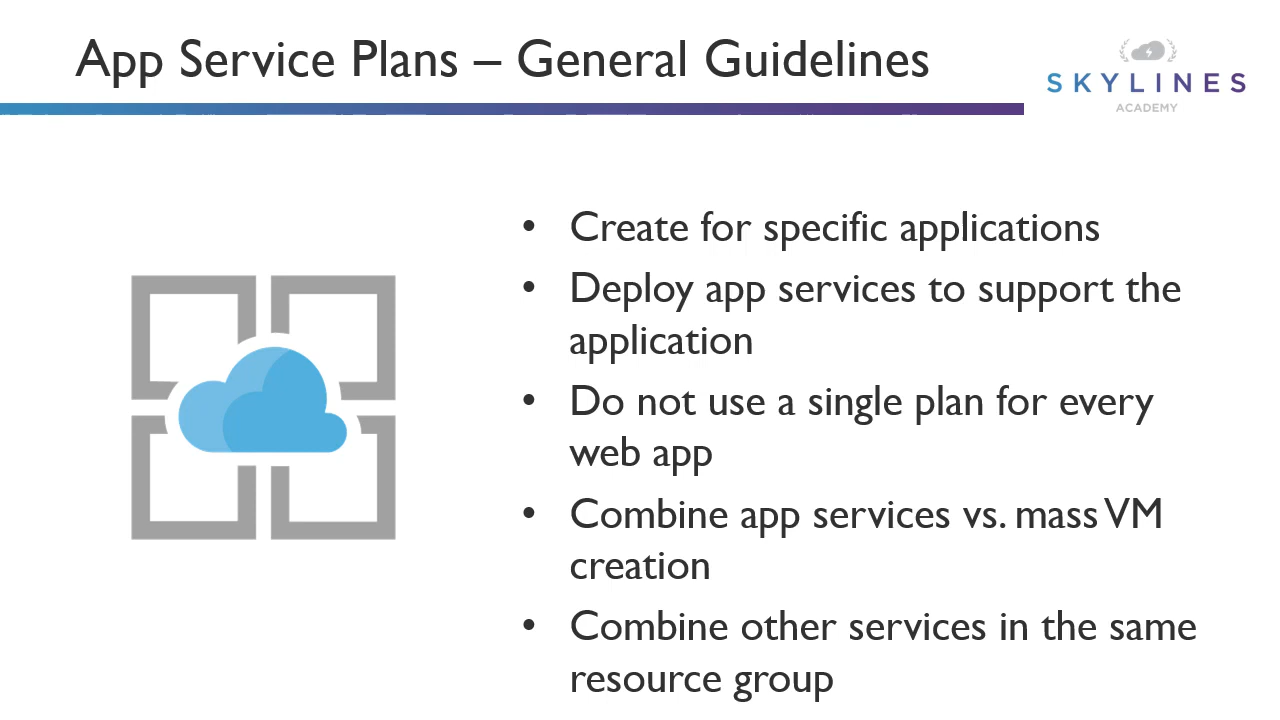 App Service Plans – General Guidelines
SKYLINES
ACADEMY
• Create for specific applications
• Deploy app services to support the
application
• Do not use a single plan for every
web app
• Combine app services vs. mass VM
creation
• Combine other services in the same
resource group